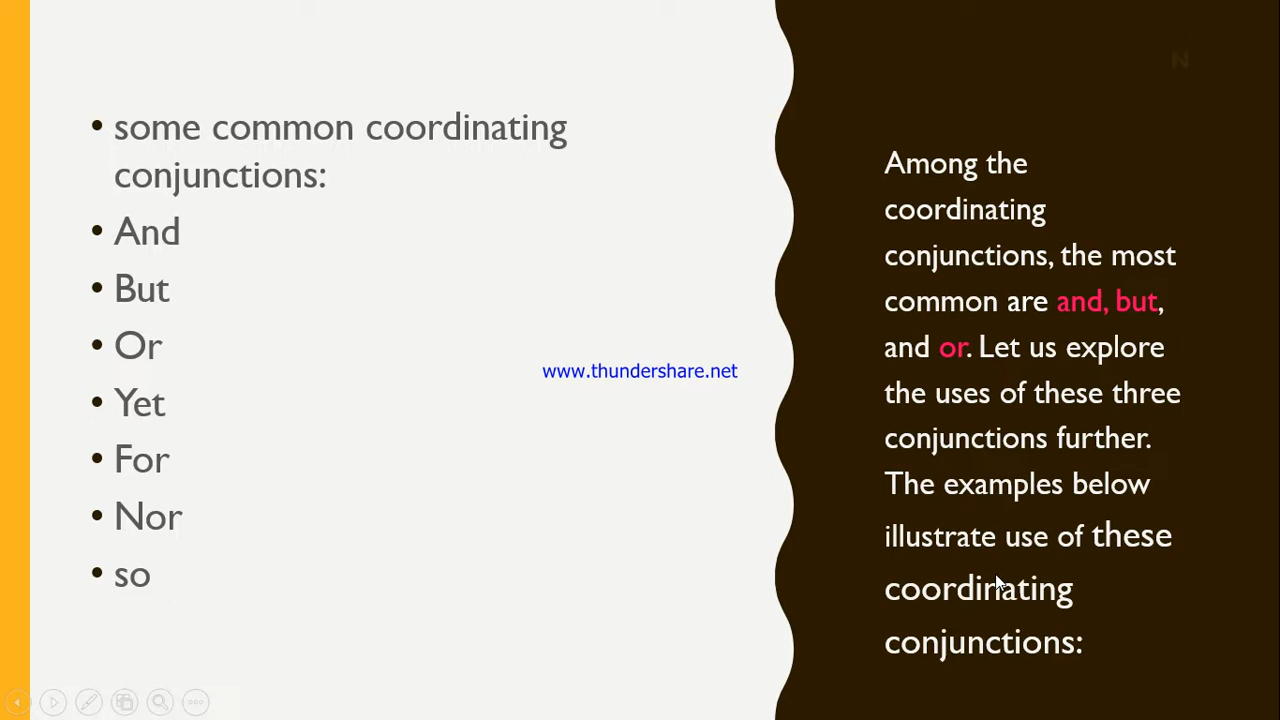 some common coordinating
conjunctions:
And
But
Or
Yet
For
Nor
so
www.thundershare.net
N
Among the
coordinating
conjunctions, the most
common are and, but,
and or. Let us explore
the uses of these three
conjunctions further.
The examples below
illustrate use of these
coordinating
conjunctions: